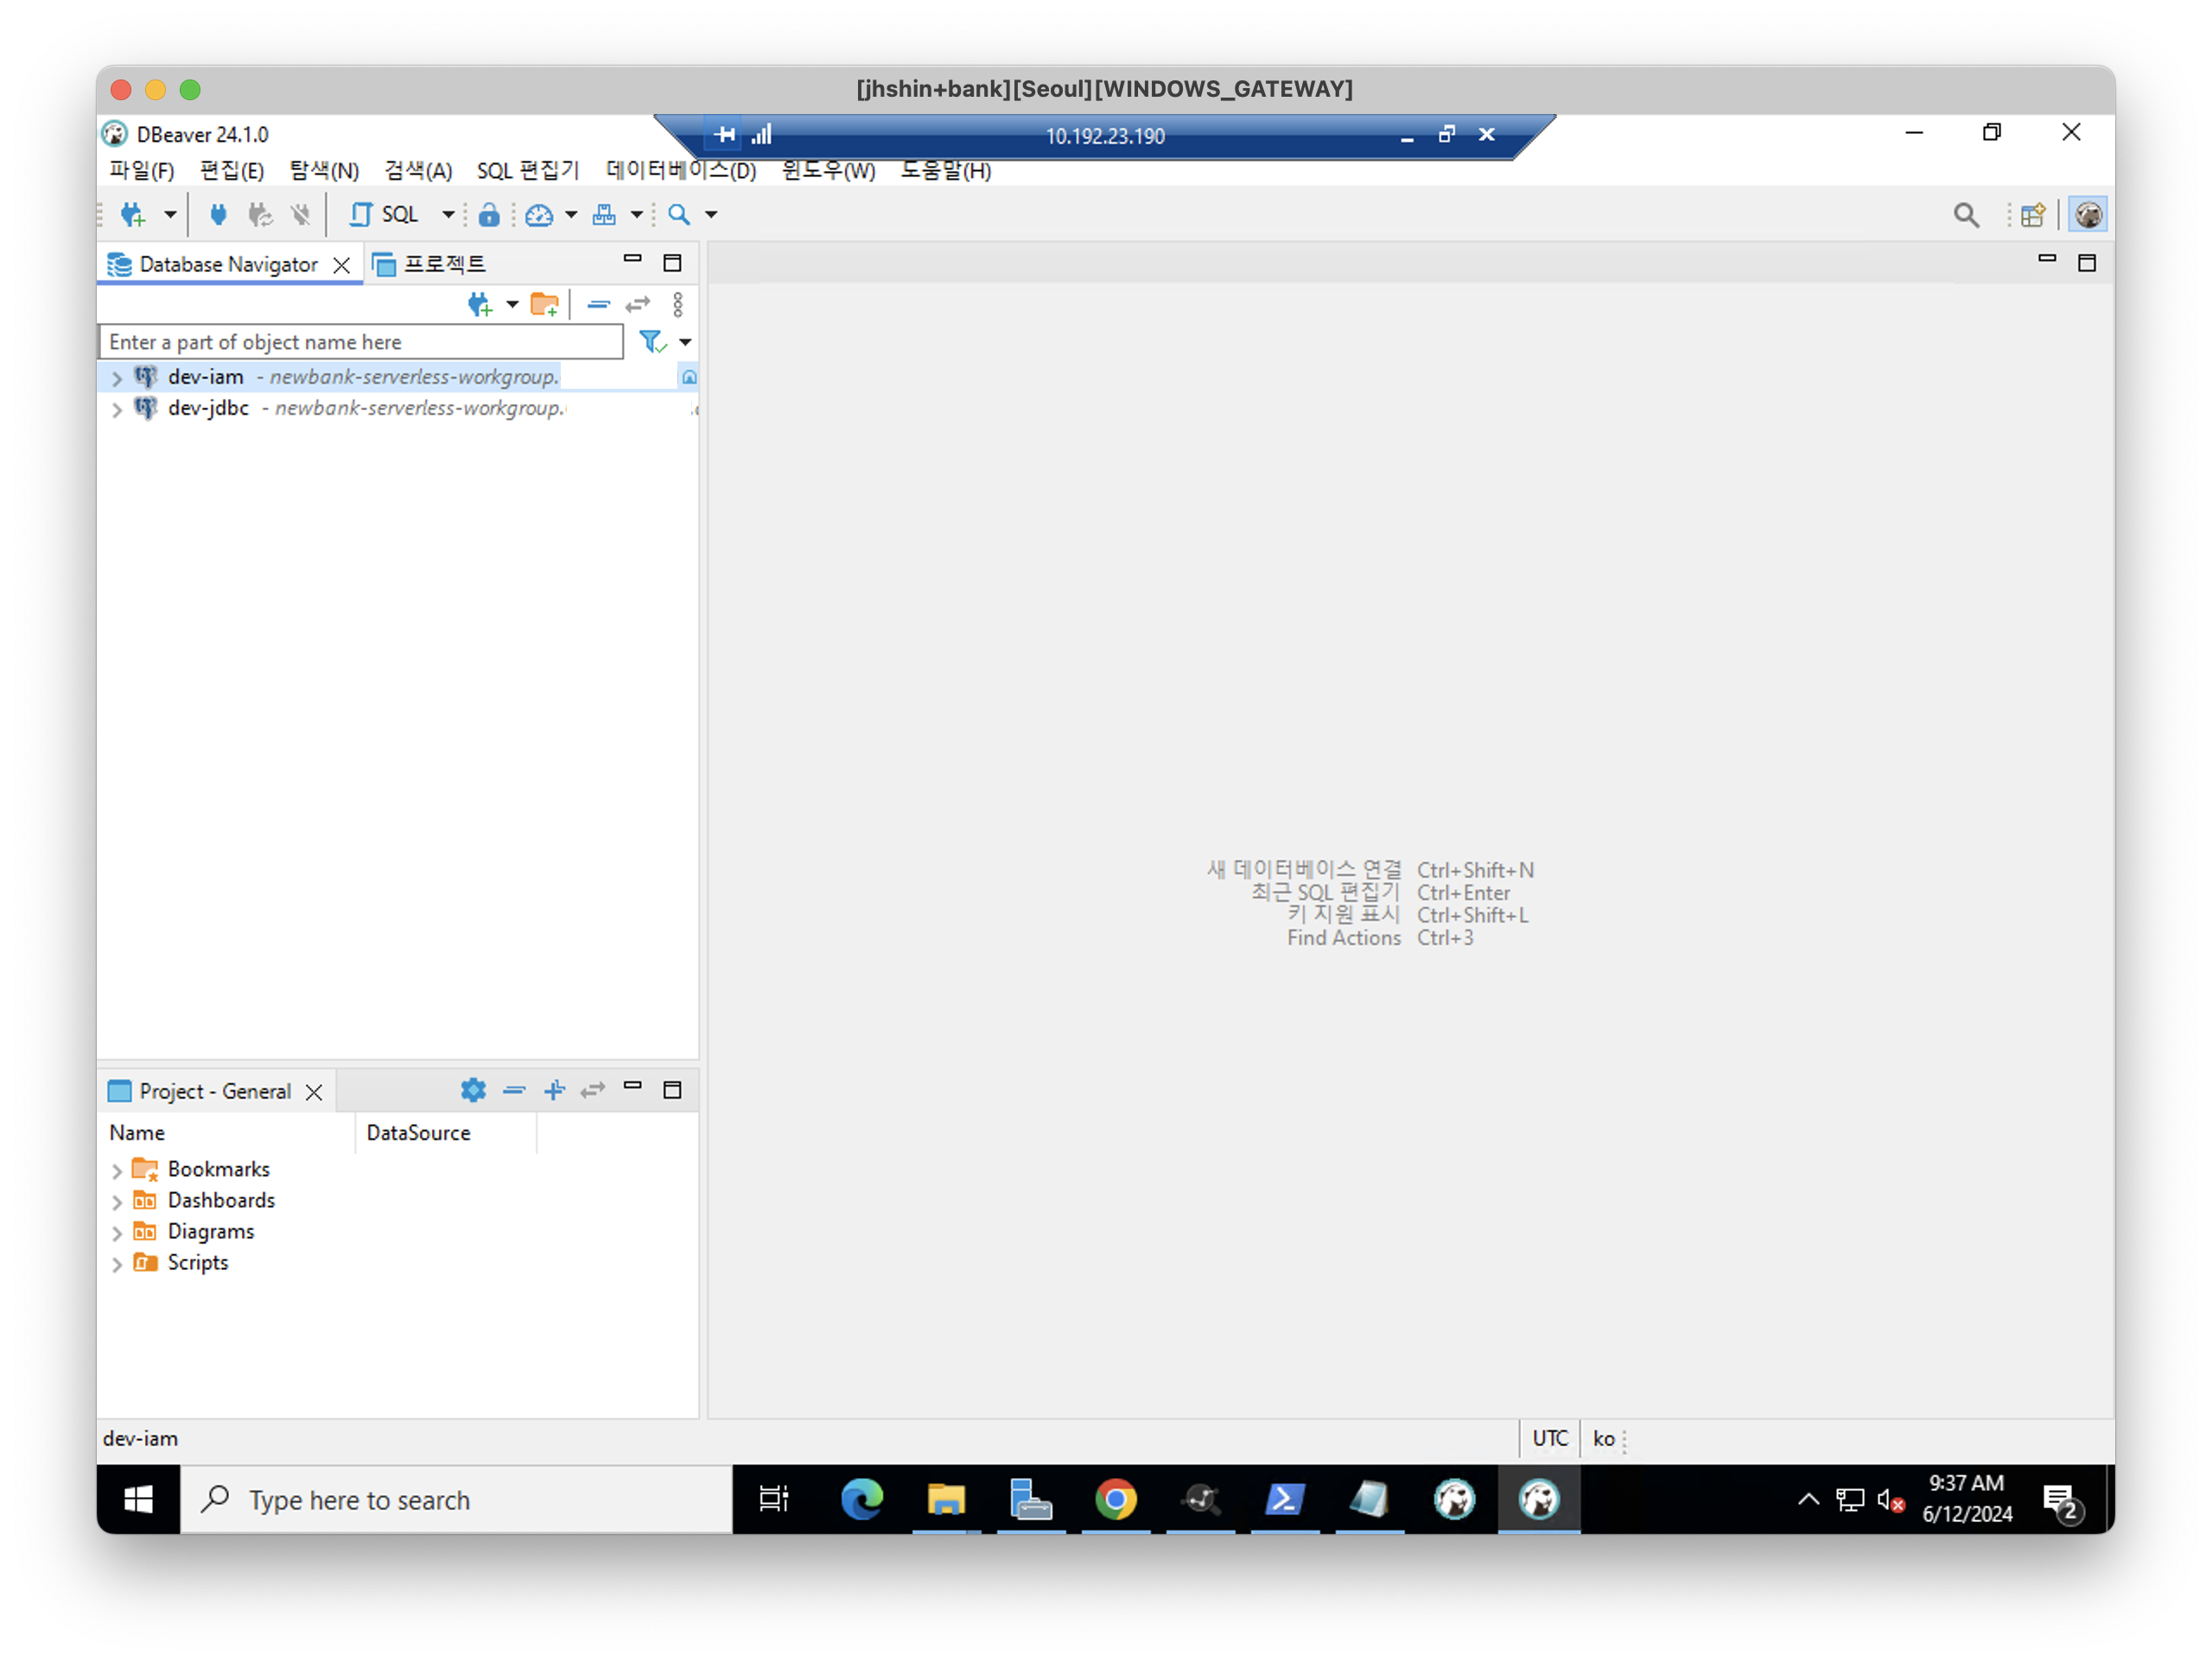 [jhshin+bank][Seoul][WINDOWS_GATEWAY]
DBeaver 24.1.0
10.192.23.190
파일(F) 편집(E) 탐색(N) 검색(A) SQL 편집기 데이터베이스(D) 윈도우(W) 도움말(H)
SQL
Database Navigator
프로젝트
Enter a part of object name here
dev-iam - newbank-serverless-workgroup.
dev-jdbc - newbank-serverless-workgroup.
새 데이터베이스 연결 Ctrl+Shift+N
최근 SQL 편집기 Ctrl+Enter
키 지원 표시 Ctrl+Shift+L
Find Actions Ctrl+3
Project - General
Name DataSource
Bookmarks
Dashboards
Diagrams
Scripts
dev-iam
UTC ko
Type here to search
9:37 AM
6/12/2024
2